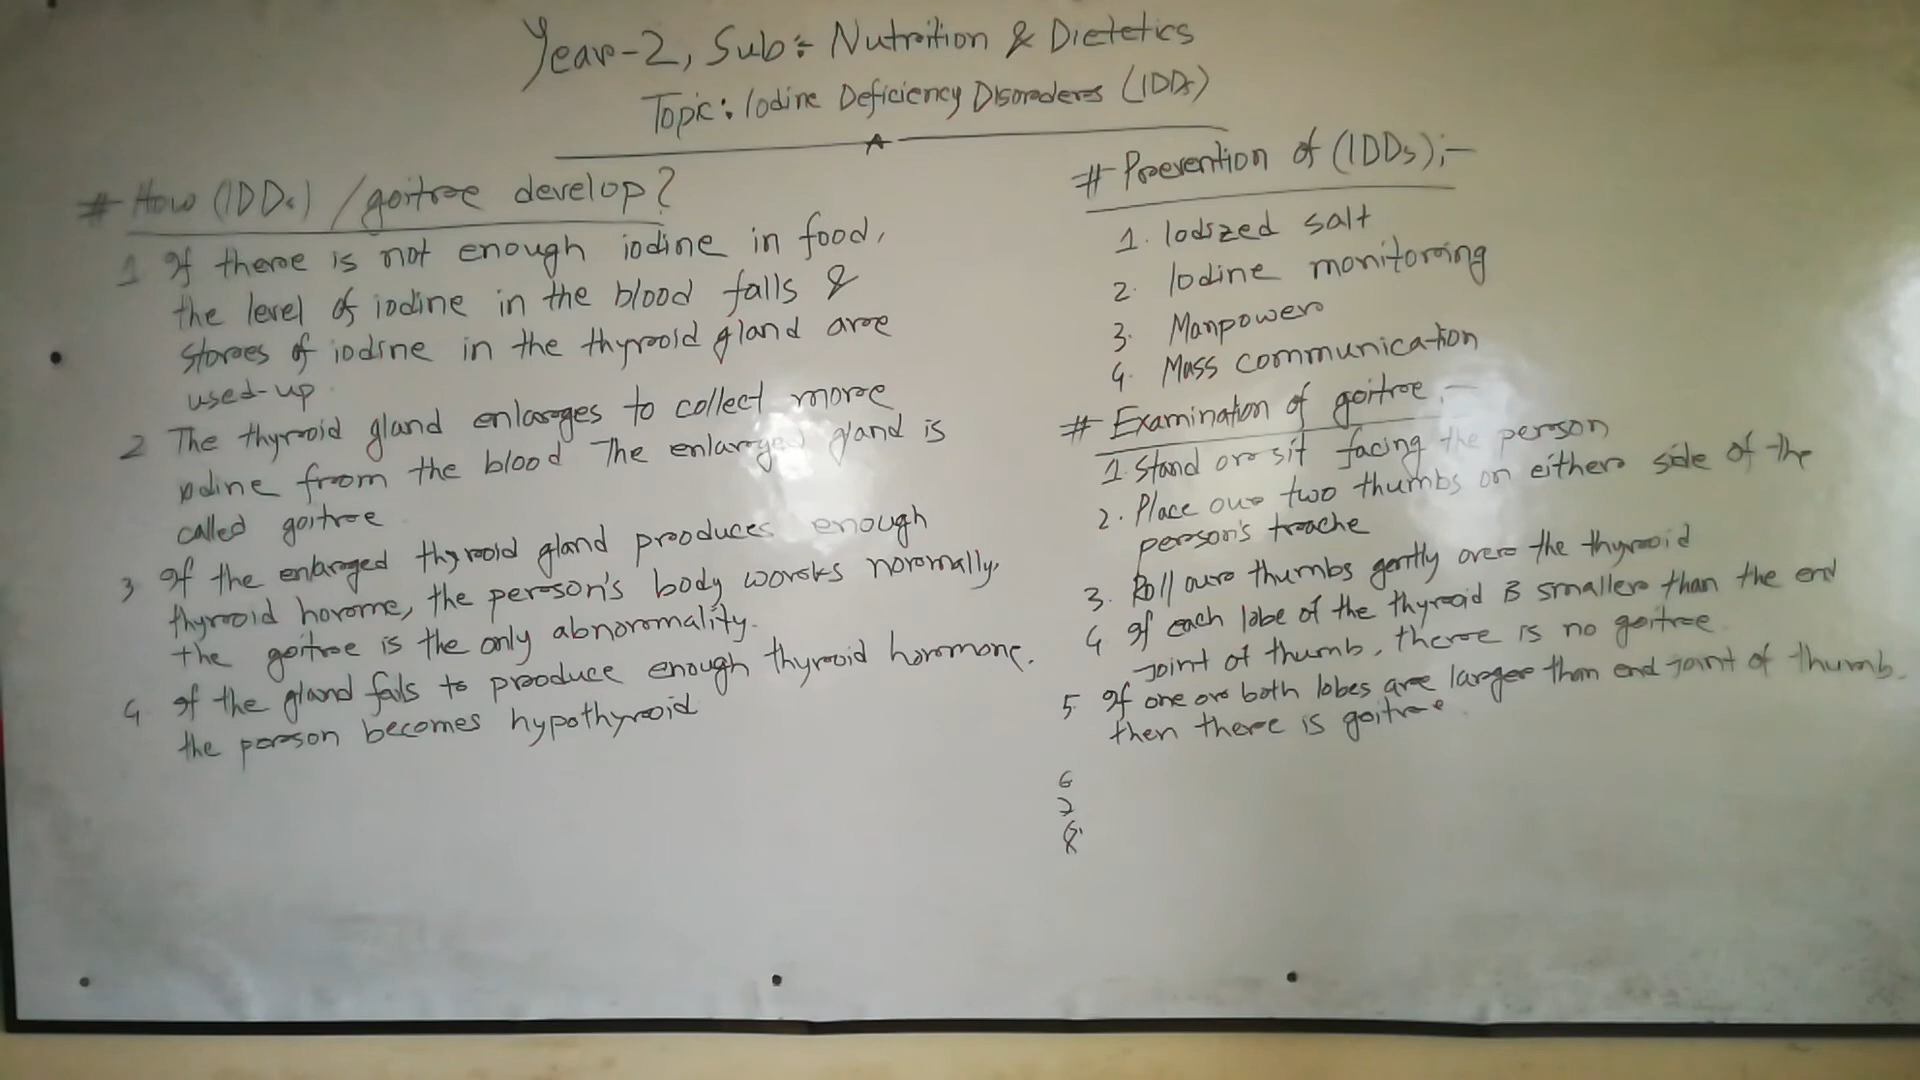 Year-2, Sub: Nutrition & Dietetics
Topic: Iodine Deficiency Disorders (IDDs)
# How (IDDs) / goitre develop?
1 If there is not enough iodine in food,
the level of iodine in the blood falls &
stores of iodine in the thyroid gland are
used-up.
2 The thyroid gland enlarges to collect more
iodine from the blood The enlarged gland is
called goitre
3 If the enlarged thyroid gland produces enough
thyroid horome, the person's body works normally,
the goitre is the only abnormality.
4. If the gland fails to produce enough thyroid hormone.
the person becomes hypothyroid
# Prevention of (IDDs);-
1. Iodized salt
2. Iodine monitoring
3. Manpower
4. Mass communication
# Examination of goitre:-
1. Stand or sit facing the person
2. Place our two thumbs on either side of the
person's trache
3. Roll our thumbs gently over the thyroid
4 If each lobe of the thyroid is smaller than the end
joint of thumb, there is no goitre
5 If one or both lobes are larger than end joint of thumb.
then there is goitre.
6
7
8.